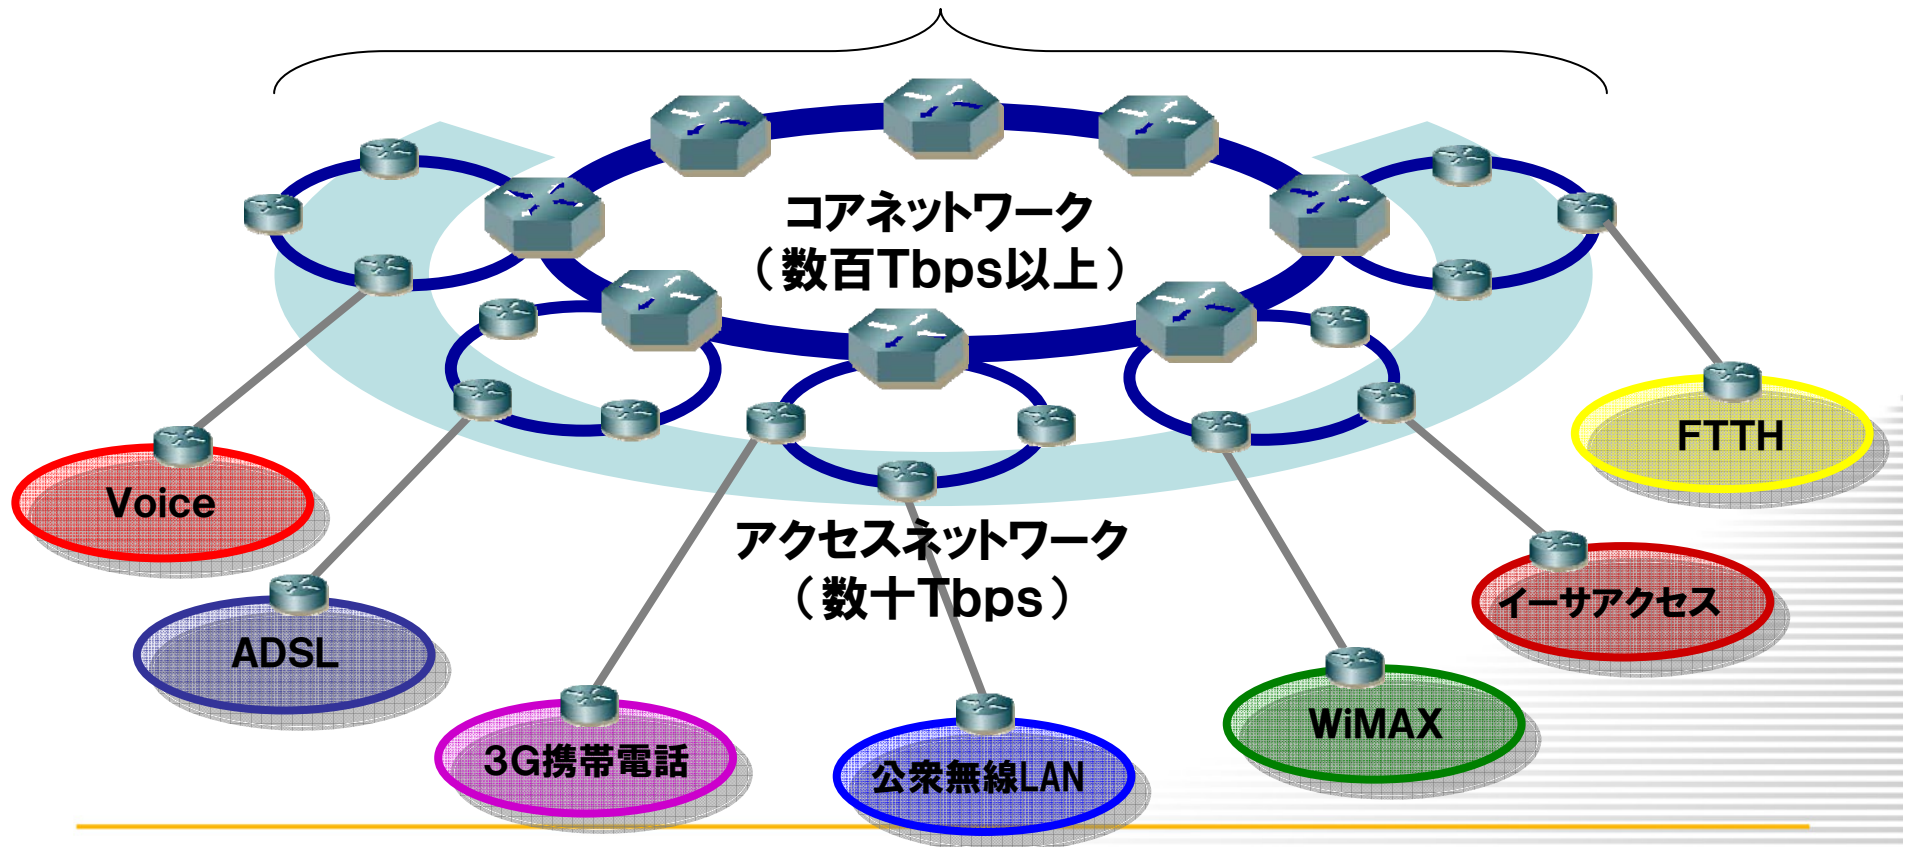 コアネットワーク
（数百Tbps以上）
FTTH
Voice
アクセスネットワーク
（数十Tbps）
イーサアクセス
ADSL
WiMAX
3G携帯電話
公衆無線LAN